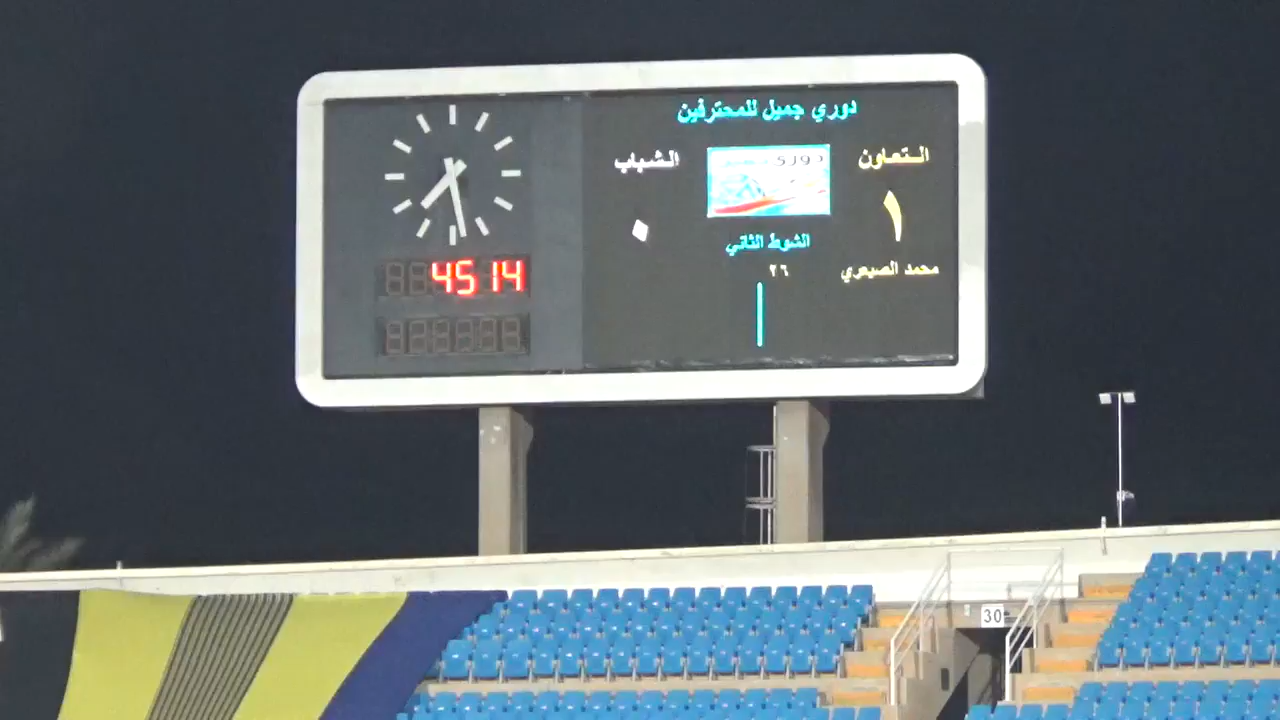 دوري جميل للمحترفين
التعاون
الشباب
١
٠
الشوط الثاني
٢٦
محمد الصيعري
45 14
30